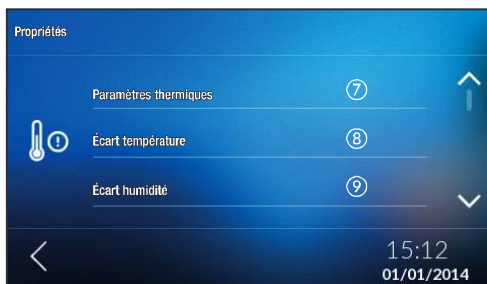 Propriétés
Paramètres thermiques ⑦
Écart température ⑧
Écart humidité ⑨
15:12
01/01/2014